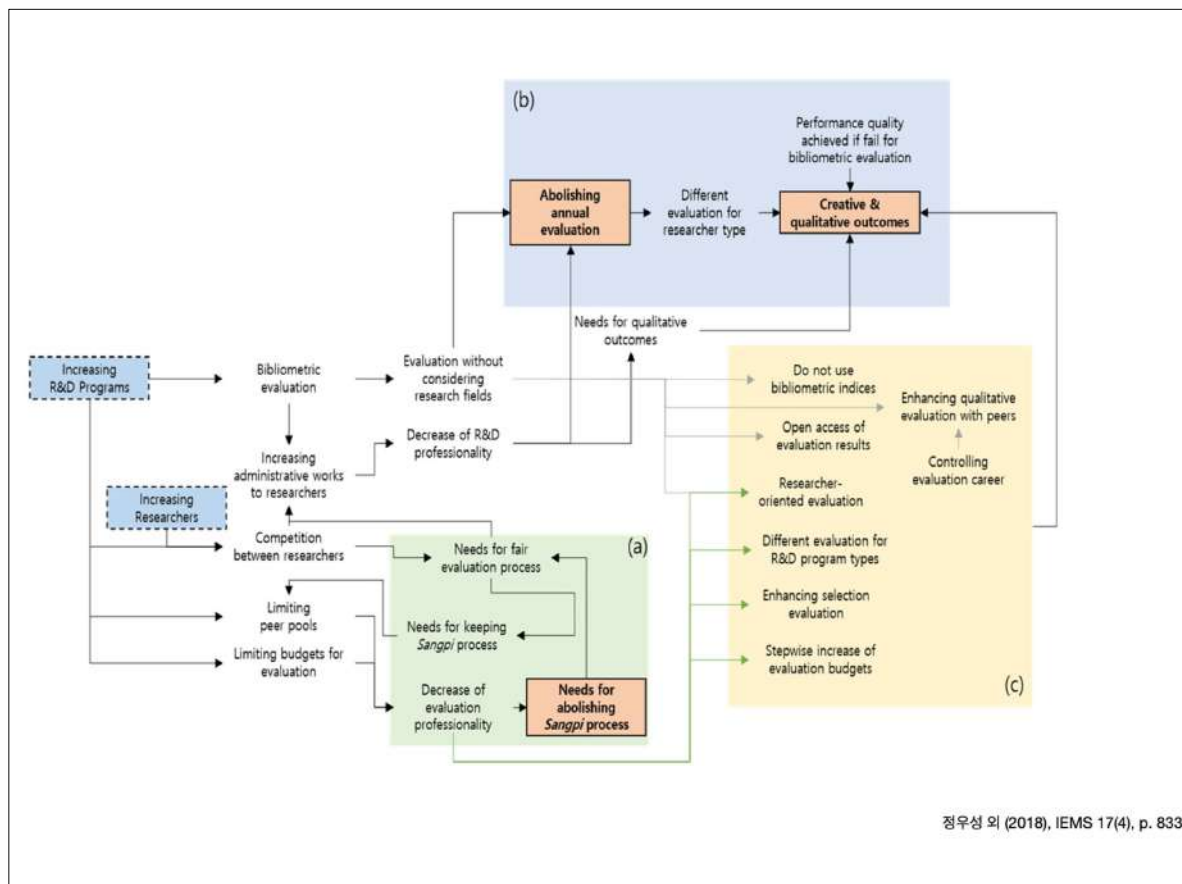 (b)
Performance quality
achieved if fail for
bibliometric evaluation
Abolishing
annual
evaluation
Different
evaluation for
researcher type
Creative &
qualitative outcomes
Needs for qualitative
outcomes
Increasing
R&D Programs
Bibliometric
evaluation
Evaluation without
considering
research fields
Do not use
bibliometric indices
Enhancing qualitative
evaluation with peers
Open access of
evaluation results
Controlling
evaluation career
Decrease of R&D
professionality
Increasing
administrative works
to researchers
Researcher-
oriented evaluation
Increasing
Researchers
Competition
between researchers
(a)
Needs for fair
evaluation process
Different evaluation for
R&D program types
Limiting
peer pools
Needs for keeping
Sangpi process
Enhancing selection
evaluation
Limiting budgets for
evaluation
Stepwise increase of
evaluation budgets
(c)
Decrease of
evaluation
professionality
Needs for
abolishing
Sangpi process
정우성 외 (2018), IEMS 17(4), p. 833